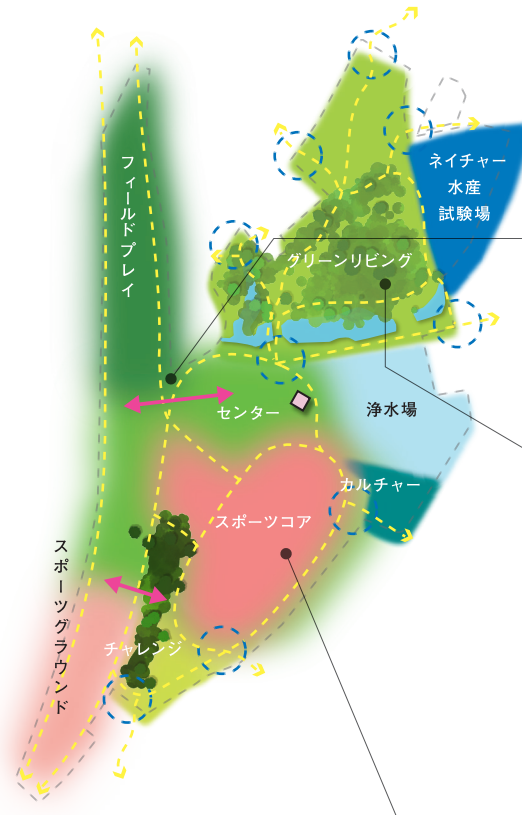 ネイチャー
水産
試験場
フィールドプレイ
グリーンリビング
センター
浄水場
カルチャー
スポーツコア
スポーツグラウンド
チャレンジ